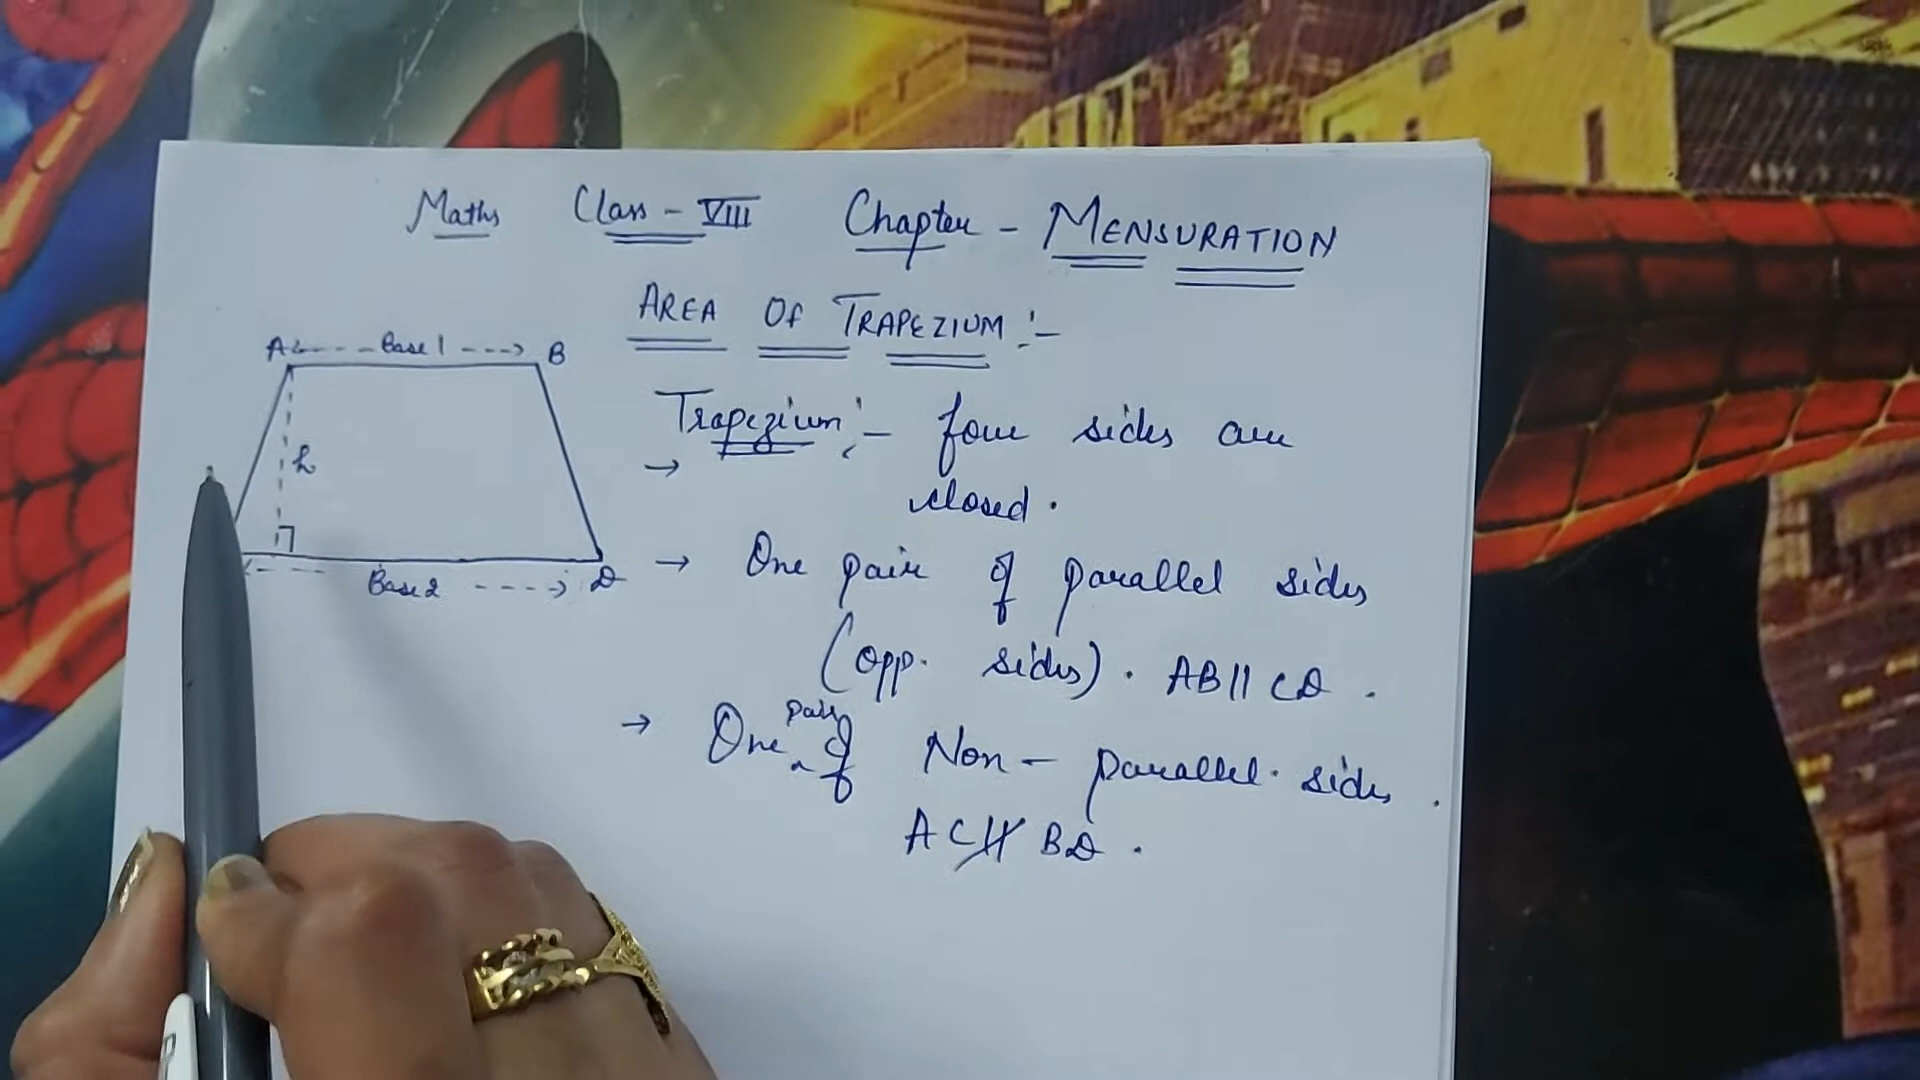 Maths Class - VIII Chapter - MENSURATION
AREA OF TRAPEZIUM :-
A <--- - Base 1 ---> B
h
<--- Base 2 ----> D
Trapezium :- four sides are
→
closed .
→ One pair of parallel sides
(opp. sides) . AB || CD .
→ One pair of Non - parallel sides .
AC ∦ BD .